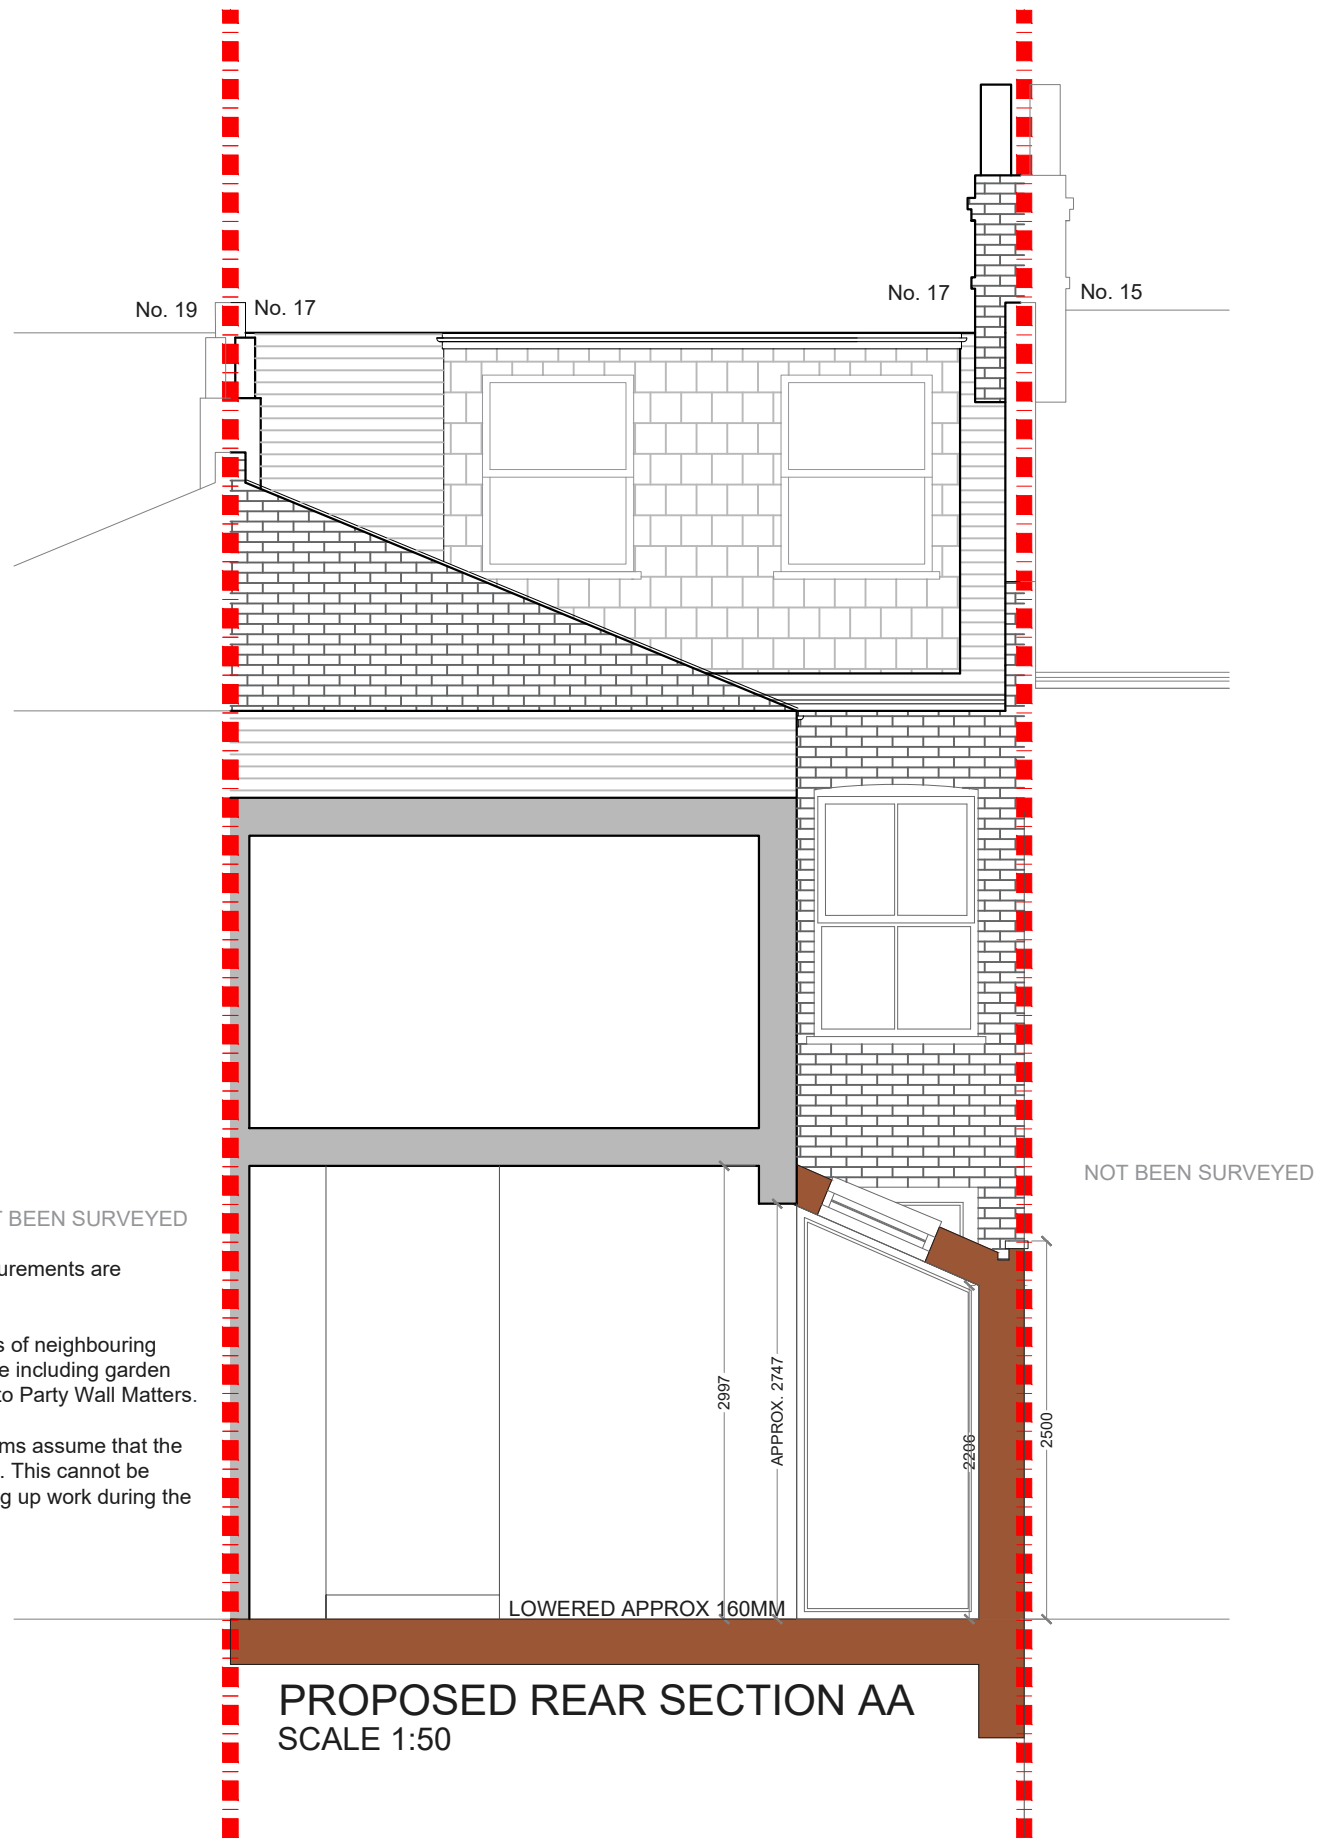 No. 19
No. 17
No. 17
No. 15
NOT BEEN SURVEYED
BEEN SURVEYED
urements are
s of neighbouring
e including garden
to Party Wall Matters.
ms assume that the
. This cannot be
g up work during the
2997
APPROX. 2747
2206
2500
LOWERED APPROX 160MM
PROPOSED REAR SECTION AA
SCALE 1:50